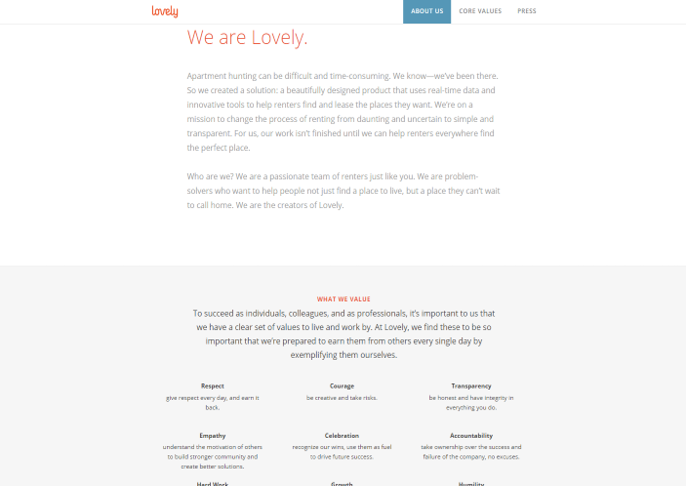 lovely
ABOUT US
CORE VALUES
PRESS
We are Lovely.
Apartment hunting can be difficult and time-consuming. We know—we've been there.
So we created a solution: a beautifully designed product that uses real-time data and
innovative tools to help renters find and lease the places they want. We're on a
mission to change the process of renting from daunting and uncertain to simple and
transparent. For us, our work isn't finished until we can help renters everywhere find
the perfect place.
Who are we? We are a passionate team of renters just like you. We are problem-
solvers who want to help people not just find a place to live, but a place they can't wait
to call home. We are the creators of Lovely.
WHAT WE VALUE
To succeed as individuals, colleagues, and as professionals, it's important to us that
we have a clear set of values to live and work by. At Lovely, we find these to be so
important that we're prepared to earn them from others every single day by
exemplifying them ourselves.
Respect
give respect every day, and earn it
back.
Courage
be creative and take risks.
Transparency
be honest and have integrity in
everything you do.
Empathy
understand the motivation of others
to build stronger community and
create better solutions.
Celebration
recognize our wins, use them as fuel
to drive future success.
Accountability
take ownership over the success and
failure of the company, no excuses.
Hard Work
Growth
Humility